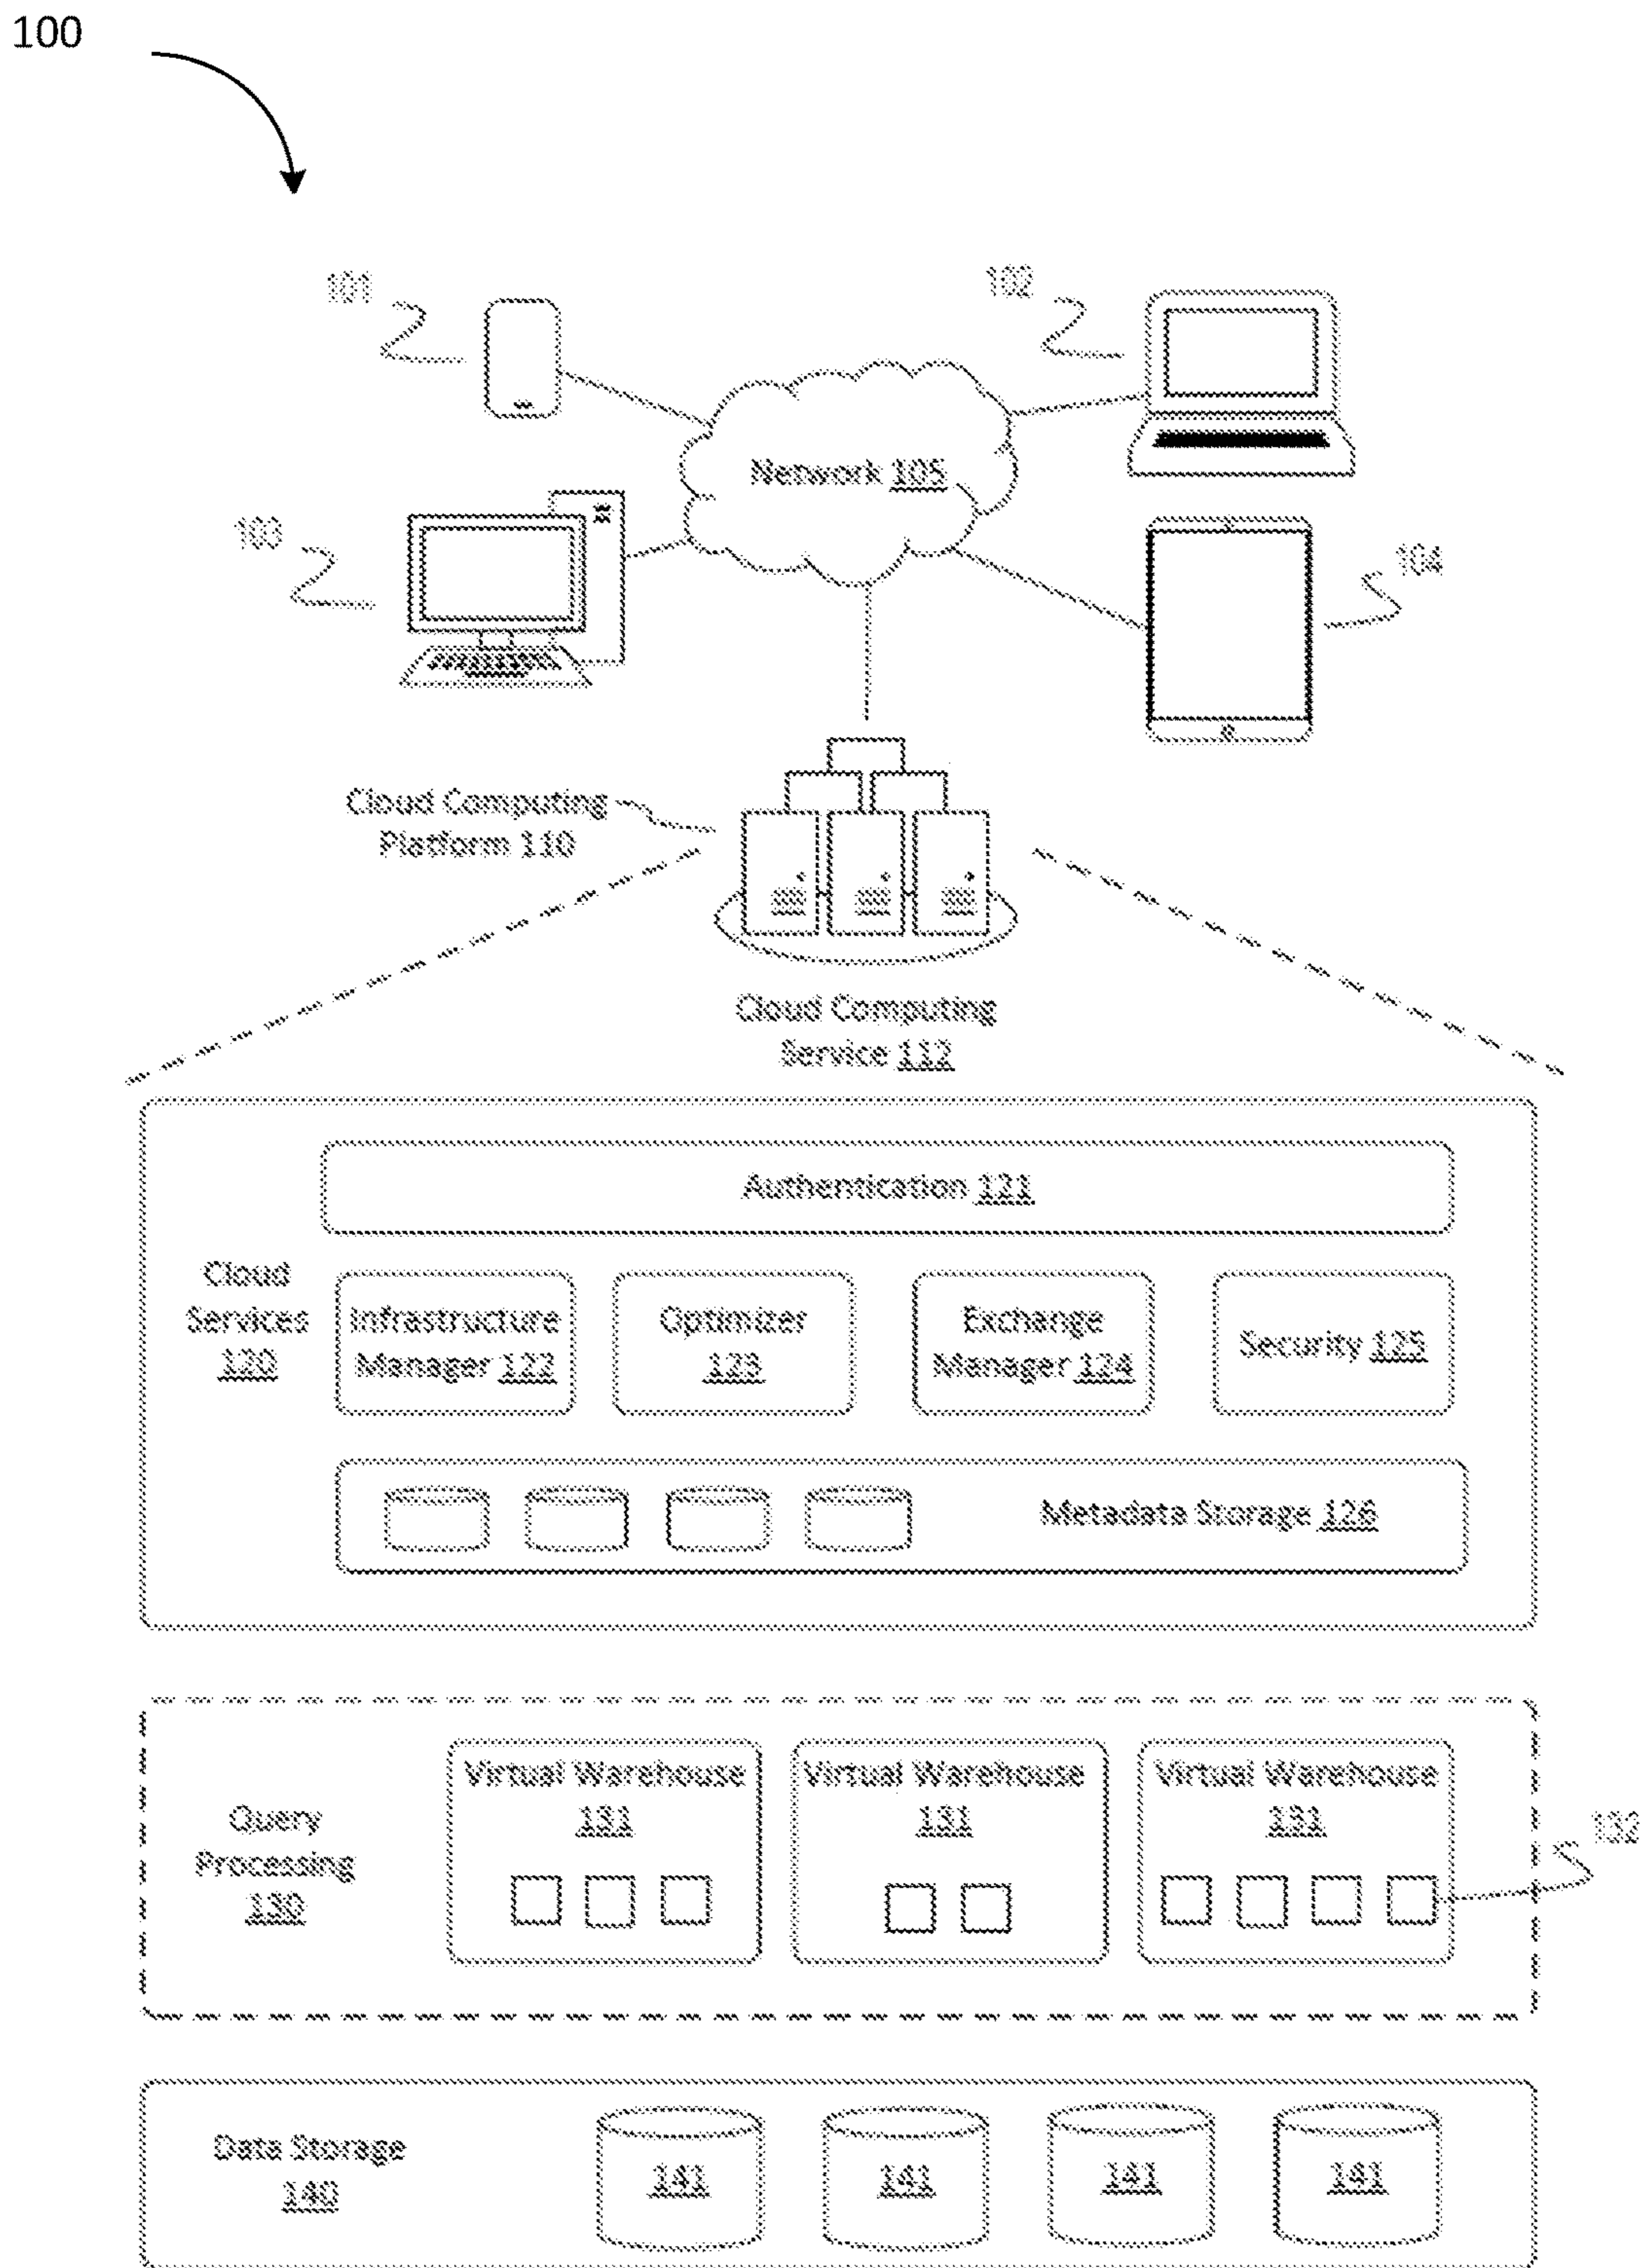 100
101
102
Network 105
103
104
Cloud Computing
Platform 110
Cloud Computing
Service 112
Authentication 121
Cloud
Services
120
Infrastructure
Manager 122
Optimizer
123
Exchange
Manager 124
Security 125
Metadata Storage 126
Query
Processing
130
Virtual Warehouse
131
Virtual Warehouse
131
Virtual Warehouse
131
132
Data Storage
140
141
141
141
141